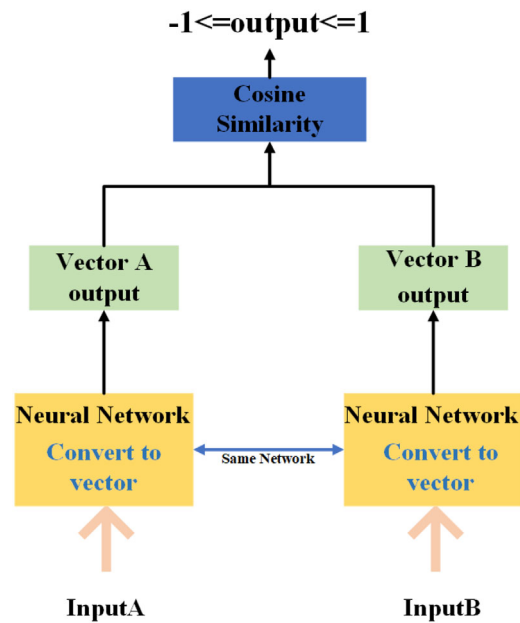 -1<=output<=1
Cosine
Similarity
Vector A
output
Vector B
output
Neural Network
Convert to
vector
Same Network
Neural Network
Convert to
vector
InputA
InputB